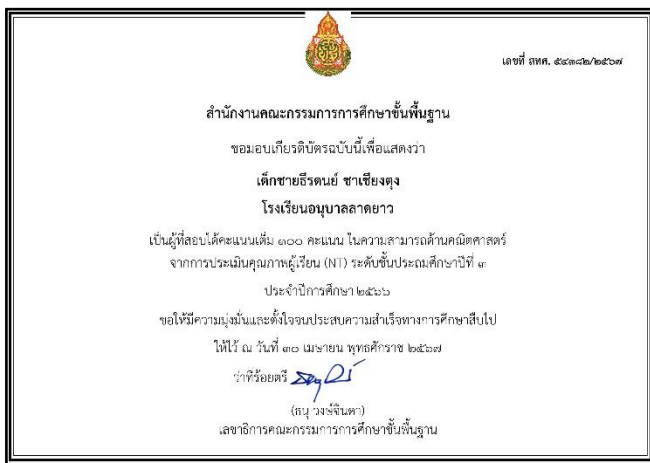 เลขที่ สทศ. ๕๔๓๘๒/๒๕๖๗
สำนักงานคณะกรรมการการศึกษาขั้นพื้นฐาน
ขอมอบเกียรติบัตรฉบับนี้เพื่อแสดงว่า
เด็กชายธีรตนย์ ชาเชียงตุง
โรงเรียนอนุบาลลาดยาว
เป็นผู้ที่สอบได้คะแนนเต็ม ๑๐๐ คะแนน ในความสามารถด้านคณิตศาสตร์
จากการประเมินคุณภาพผู้เรียน (NT) ระดับชั้นประถมศึกษาปีที่ ๓
ประจำปีการศึกษา ๒๕๖๖
ขอให้มีความมุ่งมั่นและตั้งใจจนประสบความสำเร็จทางการศึกษาสืบไป
ให้ไว้ ณ วันที่ ๓๐ เมษายน พุทธศักราช ๒๕๖๗
ว่าที่ร้อยตรี
(ธนุ วงษ์จินดา)
เลขาธิการคณะกรรมการการศึกษาขั้นพื้นฐาน